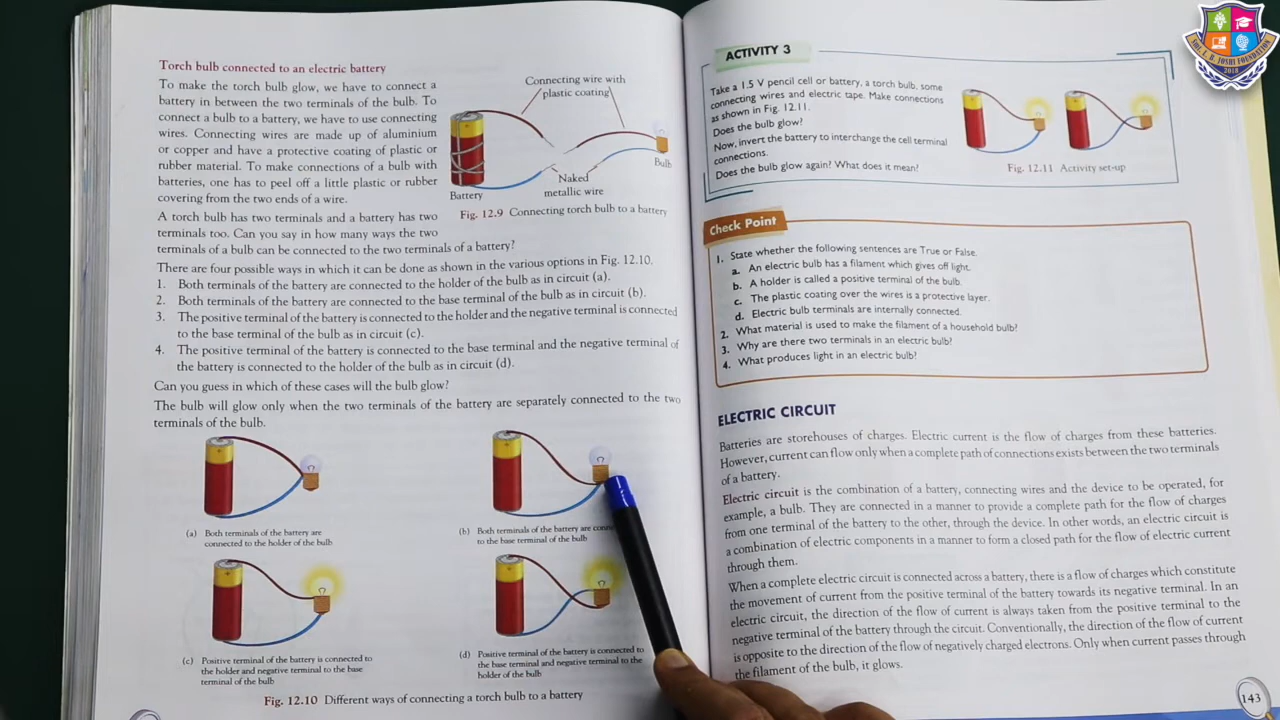 Torch bulb connected to an electric battery
To make the torch bulb glow, we have to connect a
battery in between the two terminals of the bulb. To
connect a bulb to a battery, we have to use connecting
wires. Connecting wires are made up of aluminium
or copper and have a protective coating of plastic or
rubber material. To make connections of a bulb with
batteries, one has to peel off a little plastic or rubber
covering from the two ends of a wire.
Connecting wire with
plastic coating
Bulb
Naked
metallic wire
Battery
Fig. 12.9 Connecting torch bulb to a battery
A torch bulb has two terminals and a battery has two
terminals too. Can you say in how many ways the two
terminals of a bulb can be connected to the two terminals of a battery?
There are four possible ways in which it can be done as shown in the various options in Fig. 12.10.
1. Both terminals of the battery are connected to the holder of the bulb as in circuit (a).
2. Both terminals of the battery are connected to the base terminal of the bulb as in circuit (b).
3. The positive terminal of the battery is connected to the holder and the negative terminal is connected
to the base terminal of the bulb as in circuit (c).
4. The positive terminal of the battery is connected to the base terminal and the negative terminal of
the battery is connected to the holder of the bulb as in circuit (d).
Can you guess in which of these cases will the bulb glow?
The bulb will glow only when the two terminals of the battery are separately connected to the two
terminals of the bulb.
(a) Both terminals of the battery are
connected to the holder of the bulb
(b) Both terminals of the battery are
to the base terminal of the bulb
(c) Positive terminal of the battery is connected to
the holder and negative terminal to the base
terminal of the bulb
(d) Positive terminal of the battery is connected to
the base terminal and negative terminal to the
holder of the bulb
Fig. 12.10 Different ways of connecting a torch bulb to a battery
ACTIVITY 3
Take a 1.5 V pencil cell or battery, a torch bulb, some
connecting wires and electric tape. Make connections
as shown in Fig. 12.11.
Does the bulb glow?
Now, invert the battery to interchange the cell terminal
connections.
Does the bulb glow again? What does it mean?
Fig. 12.11 Activity set-up
Check Point
1. State whether the following sentences are True or False.
a. An electric bulb has a filament which gives off light.
b. A holder is called a positive terminal of the bulb.
c. The plastic coating over the wires is a protective layer.
d. Electric bulb terminals are internally connected.
2. What material is used to make the filament of a household bulb?
3. Why are there two terminals in an electric bulb?
4. What produces light in an electric bulb?
ELECTRIC CIRCUIT
Batteries are storehouses of charges. Electric current is the flow of charges from these batteries.
However, current can flow only when a complete path of connections exists between the two terminals
of a battery.
Electric circuit is the combination of a battery, connecting wires and the device to be operated, for
example, a bulb. They are connected in a manner to provide a complete path for the flow of charges
from one terminal of the battery to the other, through the device. In other words, an electric circuit is
a combination of electric components in a manner to form a closed path for the flow of electric current
through them.
When a complete electric circuit is connected across a battery, there is a flow of charges which constitute
the movement of current from the positive terminal of the battery towards its negative terminal. In an
electric circuit, the direction of the flow of current is always taken from the positive terminal to the
negative terminal of the battery through the circuit. Conventionally, the direction of the flow of current
is opposite to the direction of the flow of negatively charged electrons. Only when current passes through
the filament of the bulb, it glows.
143
SHRI. L. R. JOSHI FOUNDATION
2018